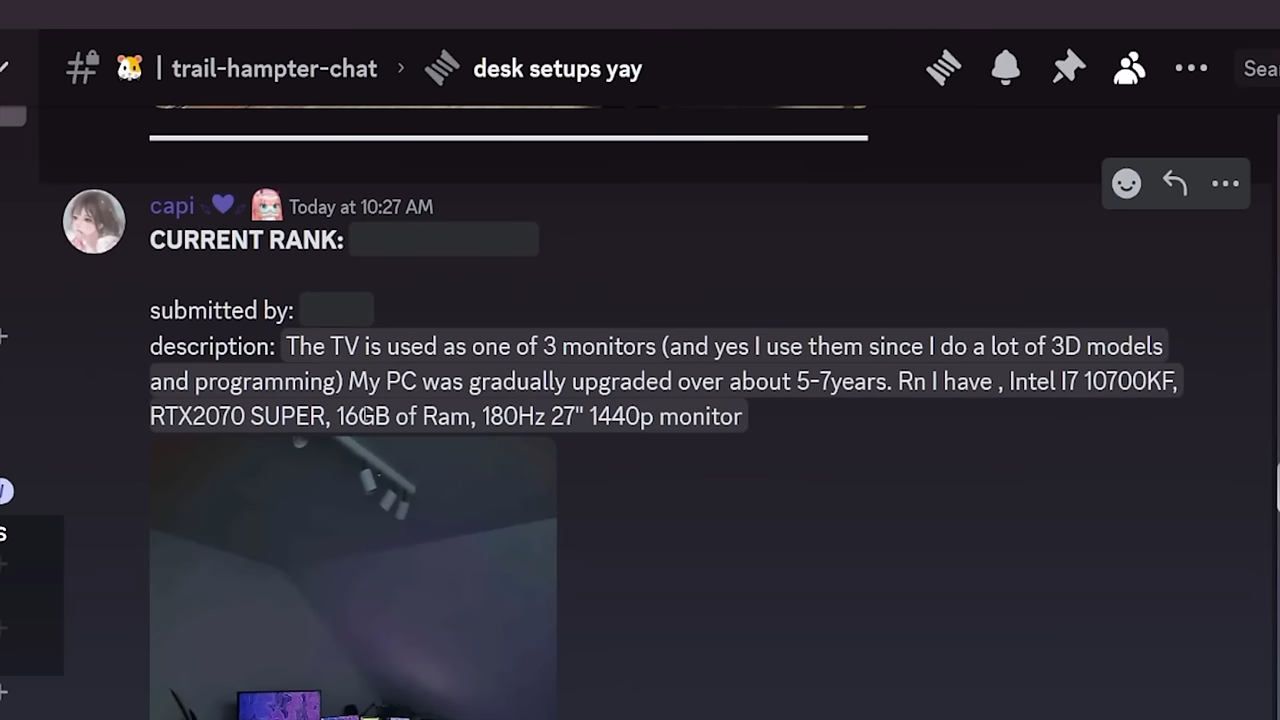 | trail-hampter-chat › desk setups yay
capi Today at 10:27 AM
CURRENT RANK:
submitted by:
description: The TV is used as one of 3 monitors (and yes I use them since I do a lot of 3D models
and programming) My PC was gradually upgraded over about 5-7years. Rn I have , Intel I7 10700KF,
RTX2070 SUPER, 16GB of Ram, 180Hz 27" 1440p monitor